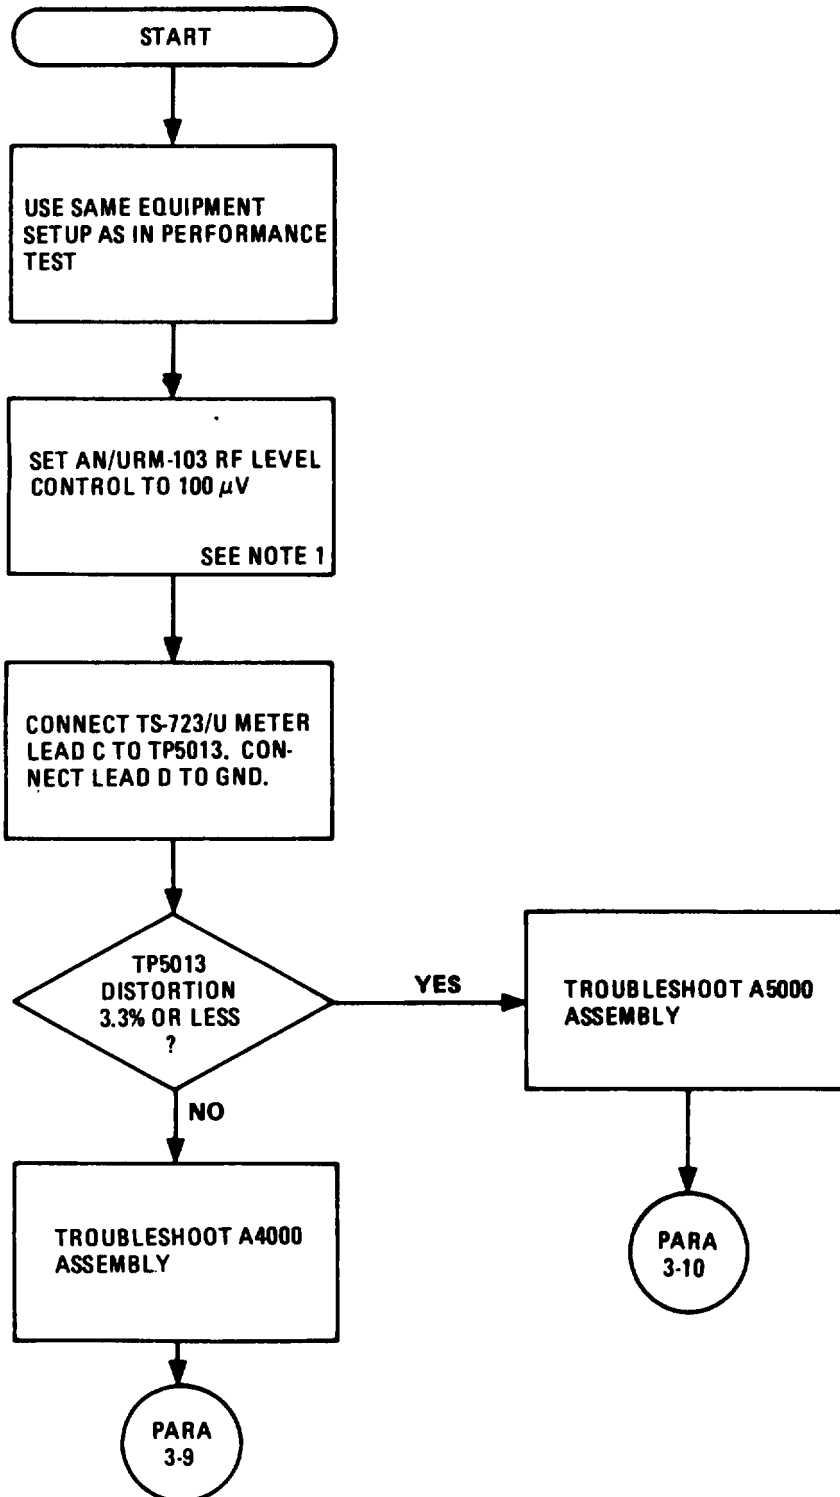 START
USE SAME EQUIPMENT
SETUP AS IN PERFORMANCE
TEST
SET AN/URM-103 RF LEVEL
CONTROL TO 100 µV
SEE NOTE 1
CONNECT TS-723/U METER
LEAD C TO TP5013. CON-
NECT LEAD D TO GND.
TP5013
DISTORTION
3.3% OR LESS
?
YES
TROUBLESHOOT A5000
ASSEMBLY
PARA
3-10
NO
TROUBLESHOOT A4000
ASSEMBLY
PARA
3-9